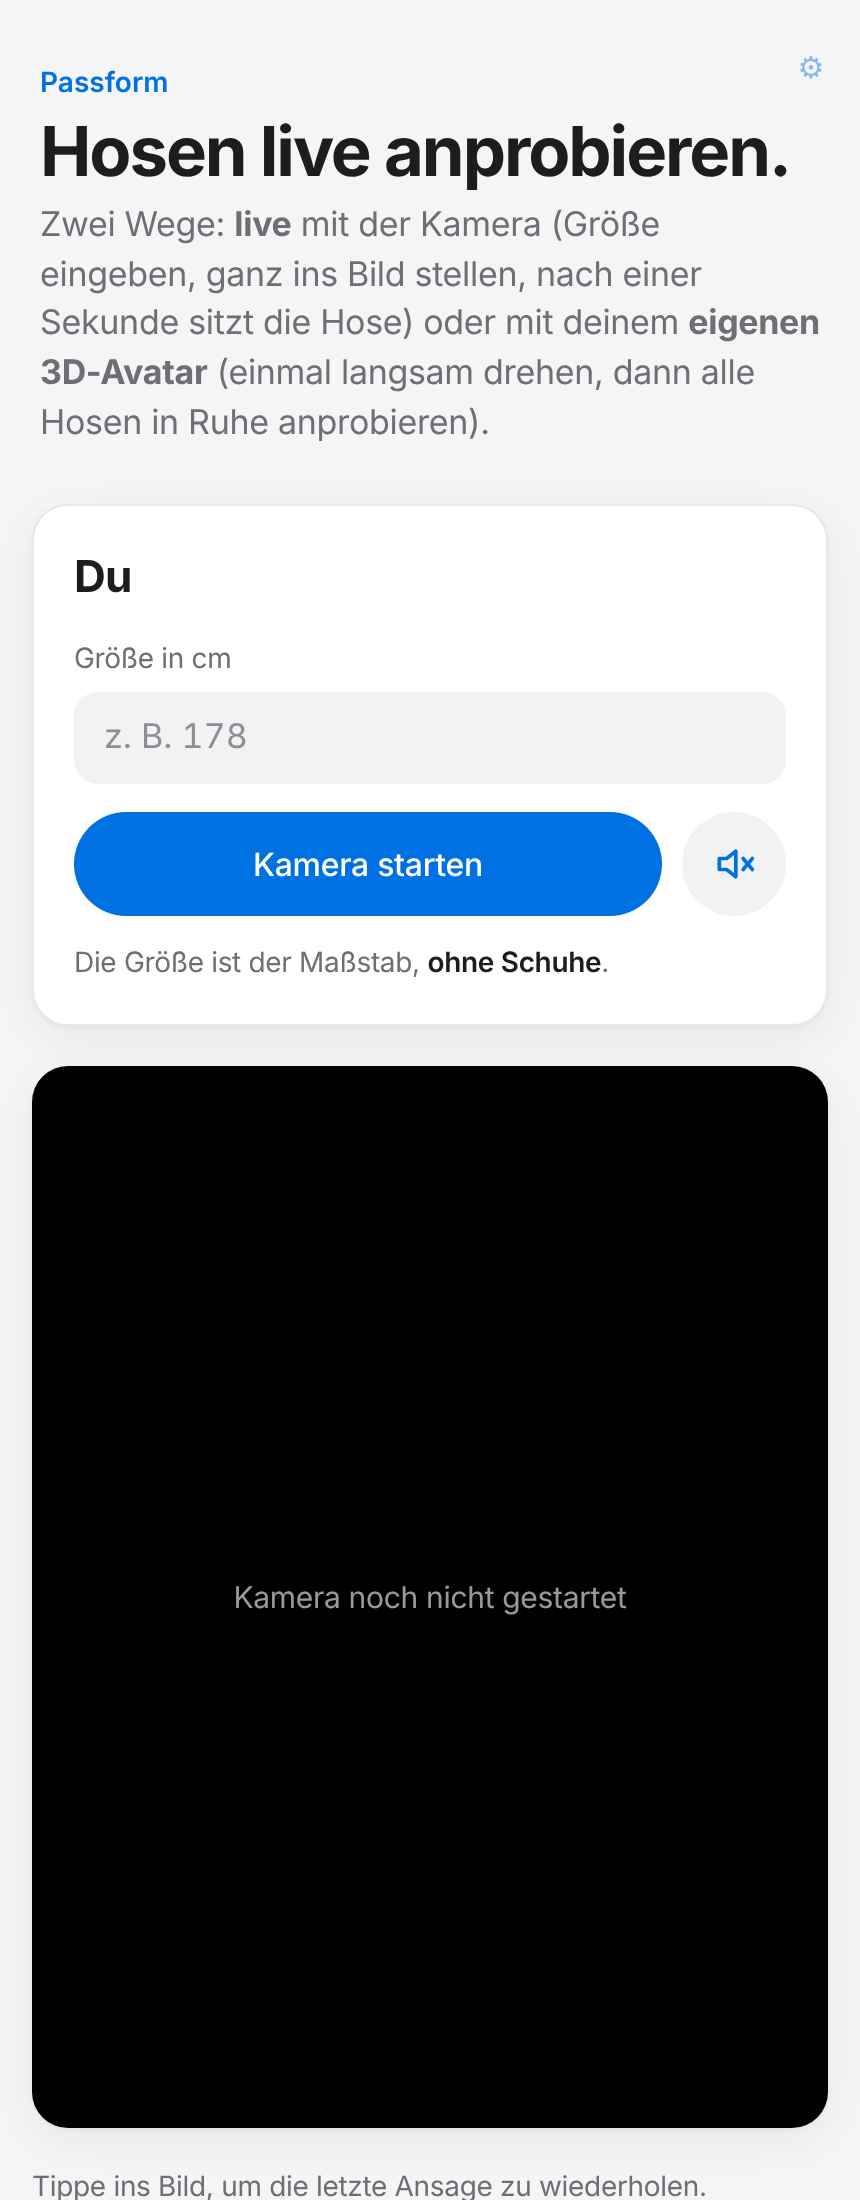 Passform
Hosen live anprobieren.
Zwei Wege: live mit der Kamera (Größe
eingeben, ganz ins Bild stellen, nach einer
Sekunde sitzt die Hose) oder mit deinem eigenen
3D-Avatar (einmal langsam drehen, dann alle
Hosen in Ruhe anprobieren).
Du
Größe in cm
z. B. 178
Kamera starten
Die Größe ist der Maßstab, ohne Schuhe.
Kamera noch nicht gestartet
Tippe ins Bild, um die letzte Ansage zu wiederholen.